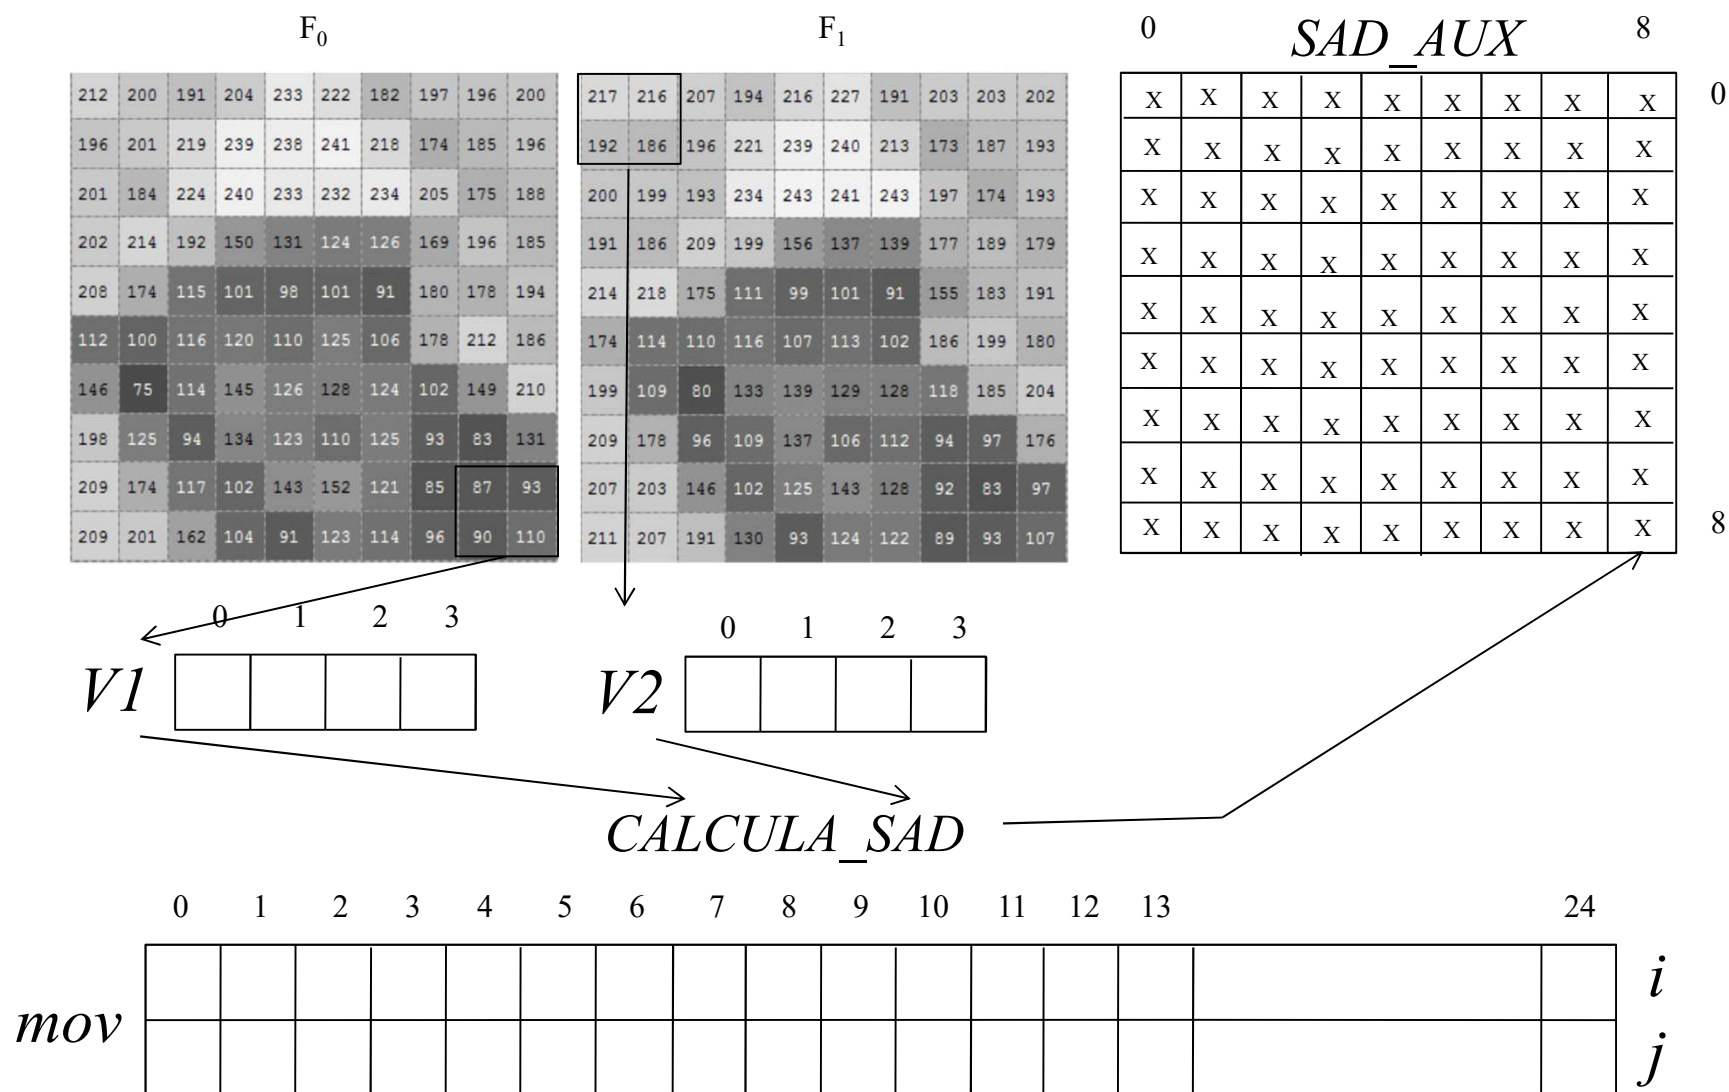 F0 F1 0 SAD_AUX 8
212 200 191 204 233 222 182 197 196 200 217 216 207 194 216 227 191 203 203 202 X X X X X X X X X 0
196 201 219 239 238 241 218 174 185 196 192 186 196 221 239 240 213 173 187 193 X X X X X X X X X
201 184 224 240 233 232 234 205 175 188 200 199 193 234 243 241 243 197 174 193 X X X X X X X X X
202 214 192 150 131 124 126 169 196 185 191 186 209 199 156 137 139 177 189 179 X X X X X X X X X
208 174 115 101 98 101 91 180 178 194 214 218 175 111 99 101 91 155 183 191 X X X X X X X X X
112 100 116 120 110 125 106 178 212 186 174 114 110 116 107 113 102 186 199 180 X X X X X X X X X
146 75 114 145 126 128 124 102 149 210 199 109 80 133 139 129 128 118 185 204 X X X X X X X X X
198 125 94 134 123 110 125 93 83 131 209 178 96 109 137 106 112 94 97 176 X X X X X X X X X
209 174 117 102 143 152 121 85 87 93 207 203 146 102 125 143 128 92 83 97 X X X X X X X X X 8
209 201 162 104 91 123 114 96 90 110 211 207 191 130 93 124 122 89 93 107
0 1 2 3 0 1 2 3
V1 V2
CALCULA_SAD
0 1 2 3 4 5 6 7 8 9 10 11 12 13 24
i
mov
j